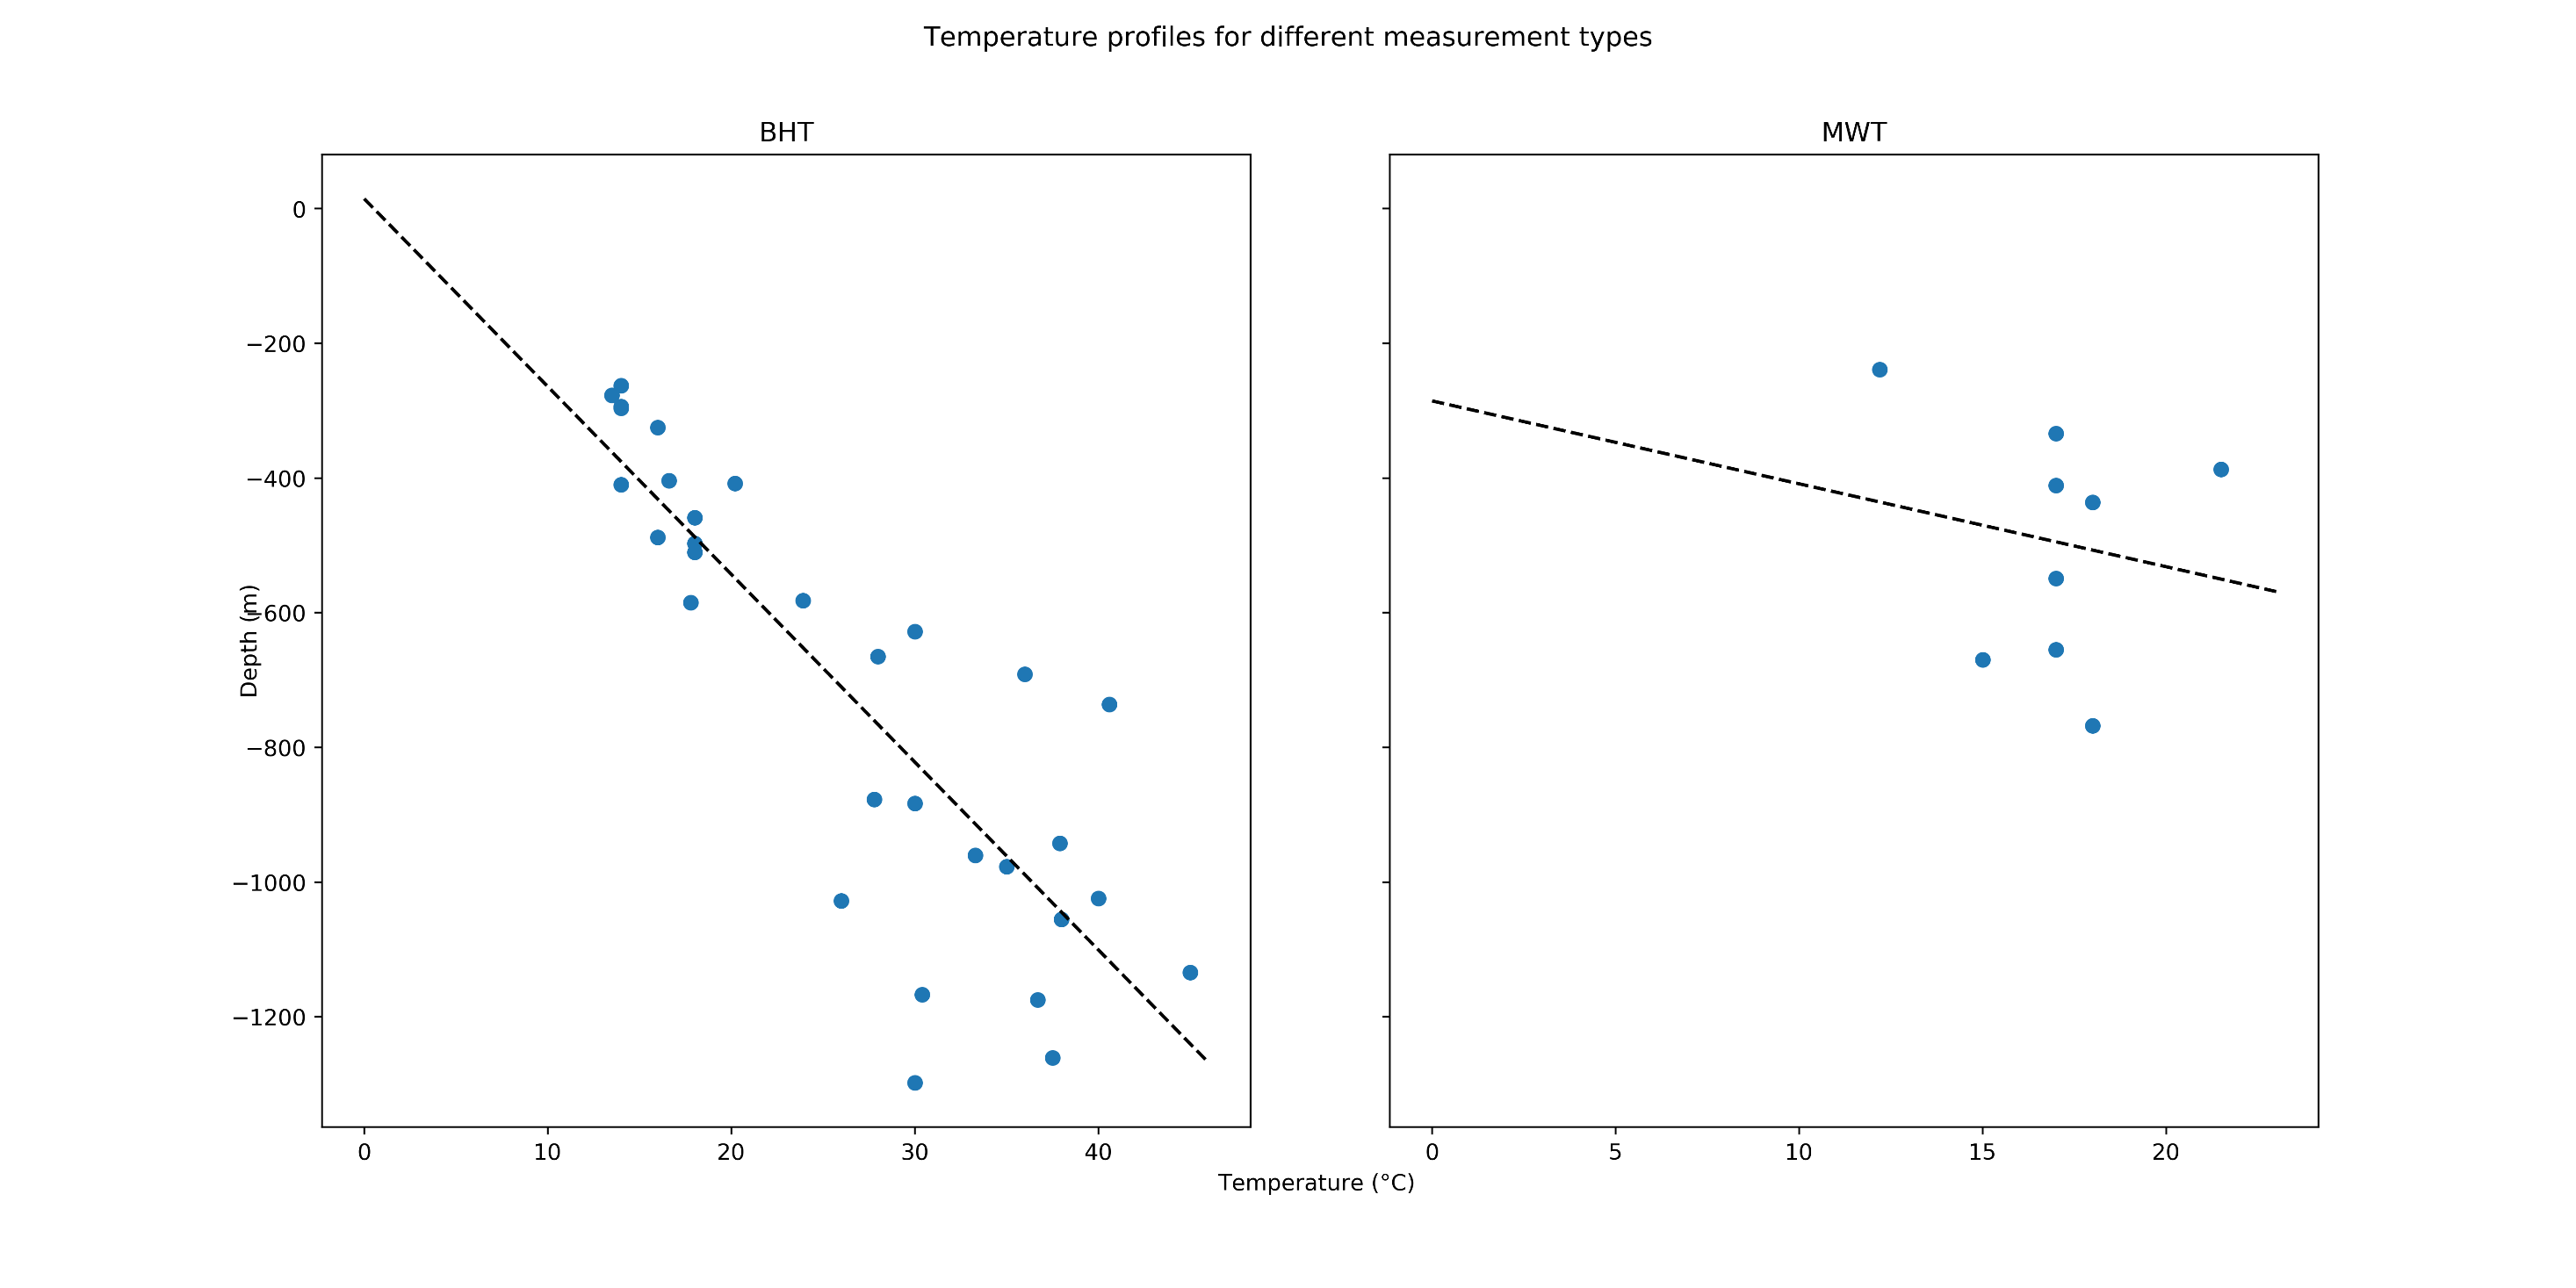 Temperature profiles for different measurement types
BHT
MWT
0
−200
−400
−600
−800
−1000
−1200
Depth (m)
0 10 20 30 40
0 5 10 15 20
Temperature (°C)